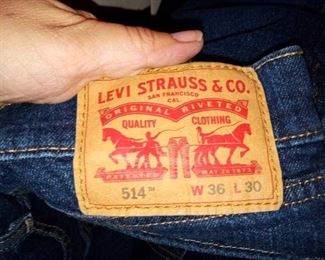 LEVI STRAUSS & CO.
SAN FRANCISCO
CAL.
ORIGINAL RIVETED
QUALITY CLOTHING
PATENTED MAY 20 1873
514™ W 36 L 30